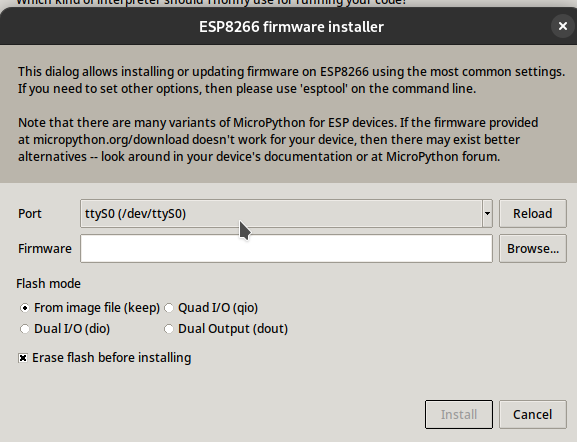 Which kind of interpreter should Thonny use for running your code?
ESP8266 firmware installer
This dialog allows installing or updating firmware on ESP8266 using the most common settings.
If you need to set other options, then please use 'esptool' on the command line.
Note that there are many variants of MicroPython for ESP devices. If the firmware provided
at micropython.org/download doesn't work for your device, then there may exist better
alternatives -- look around in your device's documentation or at MicroPython forum.
Port ttyS0 (/dev/ttyS0) Reload
Firmware Browse...
Flash mode
From image file (keep) Quad I/O (qio)
Dual I/O (dio) Dual Output (dout)
Erase flash before installing
Install Cancel